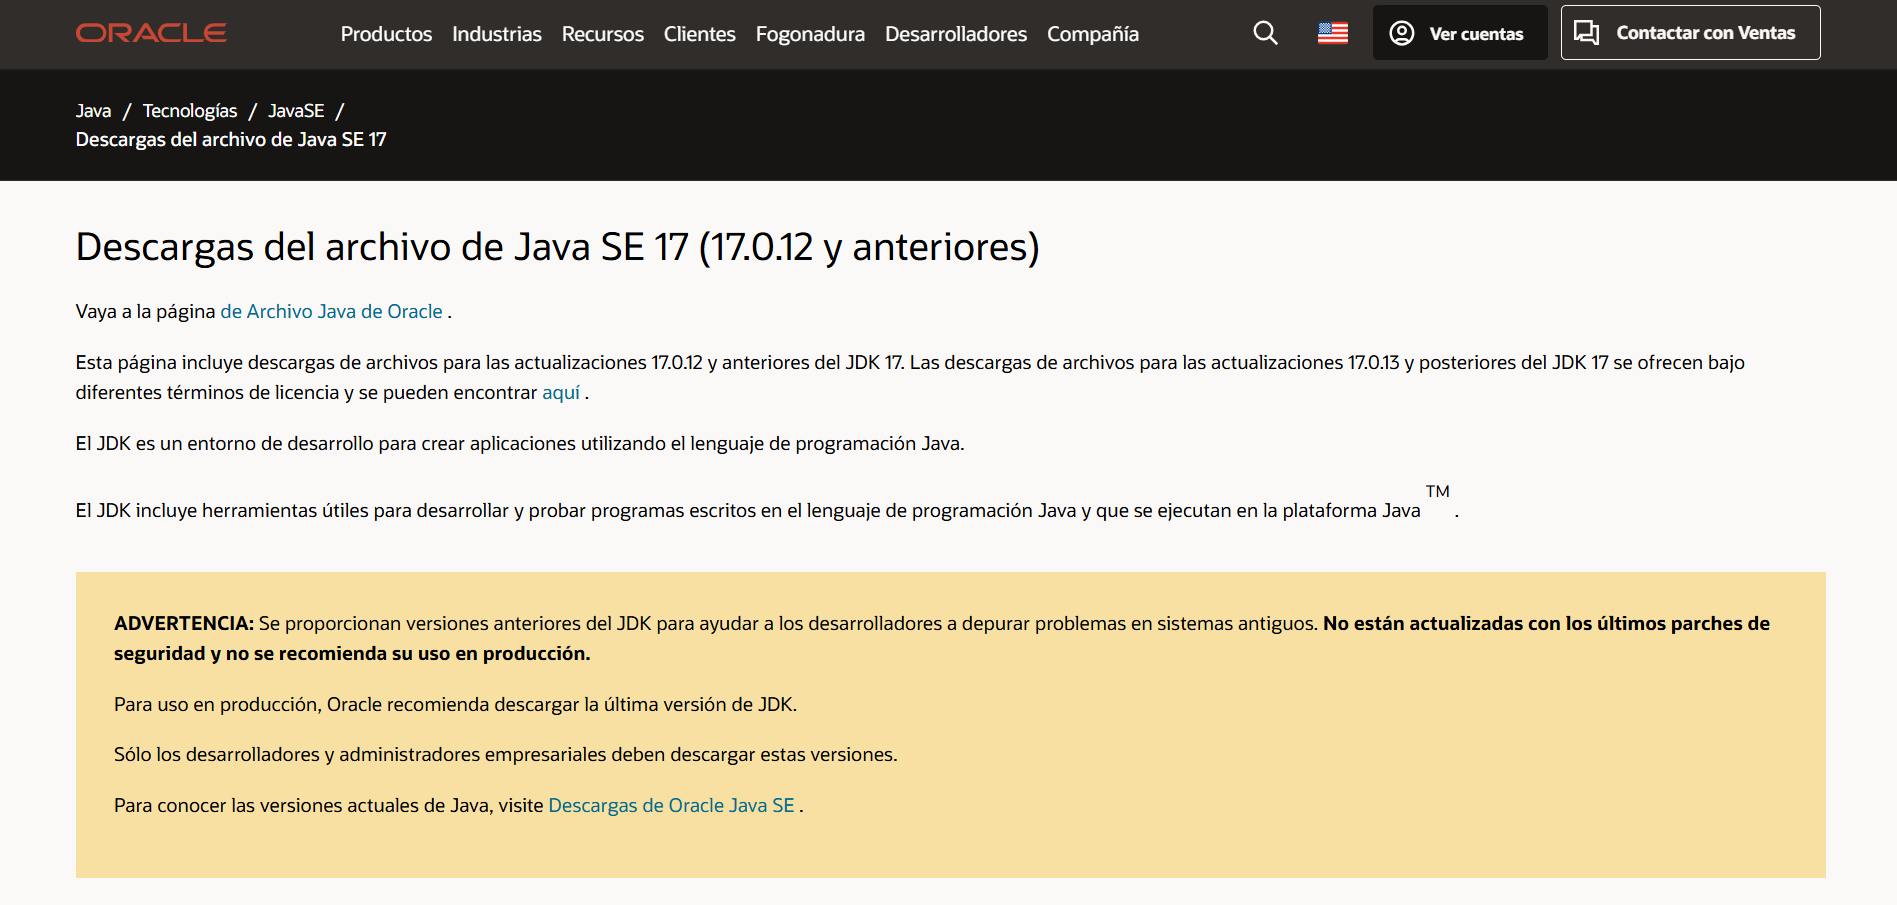 ORACLE
Productos Industrias Recursos Clientes Fogonadura Desarrolladores Compañía
Ver cuentas
Contactar con Ventas
Java / Tecnologías / JavaSE /
Descargas del archivo de Java SE 17
Descargas del archivo de Java SE 17 (17.0.12 y anteriores)
Vaya a la página de Archivo Java de Oracle .
Esta página incluye descargas de archivos para las actualizaciones 17.0.12 y anteriores del JDK 17. Las descargas de archivos para las actualizaciones 17.0.13 y posteriores del JDK 17 se ofrecen bajo
diferentes términos de licencia y se pueden encontrar aquí .
El JDK es un entorno de desarrollo para crear aplicaciones utilizando el lenguaje de programación Java.
El JDK incluye herramientas útiles para desarrollar y probar programas escritos en el lenguaje de programación Java y que se ejecutan en la plataforma Java TM .
ADVERTENCIA: Se proporcionan versiones anteriores del JDK para ayudar a los desarrolladores a depurar problemas en sistemas antiguos. No están actualizadas con los últimos parches de
seguridad y no se recomienda su uso en producción.
Para uso en producción, Oracle recomienda descargar la última versión de JDK.
Sólo los desarrolladores y administradores empresariales deben descargar estas versiones.
Para conocer las versiones actuales de Java, visite Descargas de Oracle Java SE .